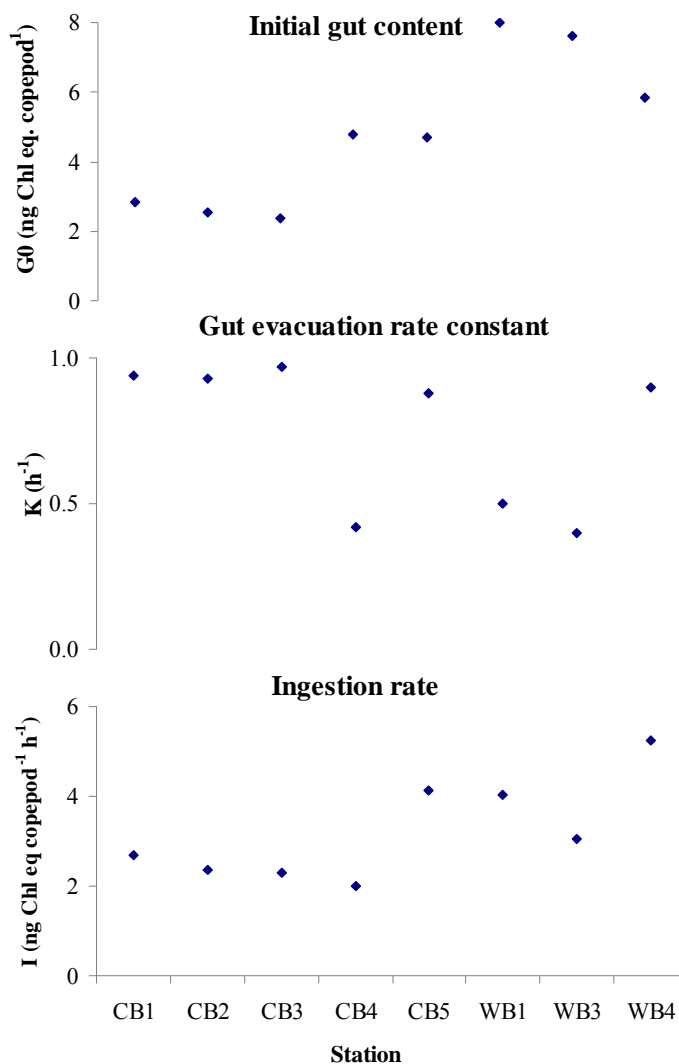 Initial gut content
G0 (ng Chl eq. copepod¹)
8
6
4
2
0
Gut evacuation rate constant
K (h⁻¹)
1.0
0.5
0.0
Ingestion rate
I (ng Chl eq copepod⁻¹ h⁻¹)
6
4
2
0
CB1 CB2 CB3 CB4 CB5 WB1 WB3 WB4
Station